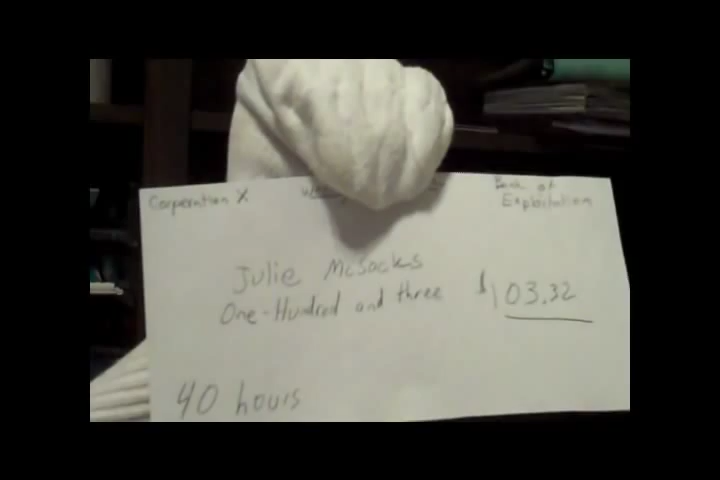 Corporation X
Bank of
Exploitation
Julie McSocks
One-Hundred and three $103.32
40 hours